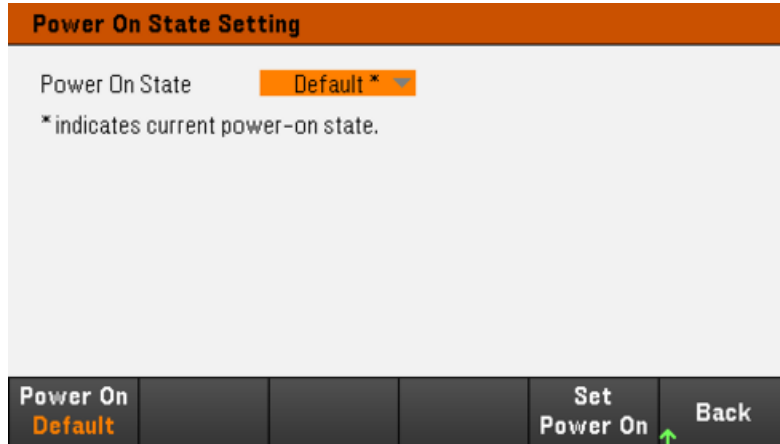 Power On State Setting
Power On State Default *
* indicates current power-on state.
Power On Default
Set Power On
Back